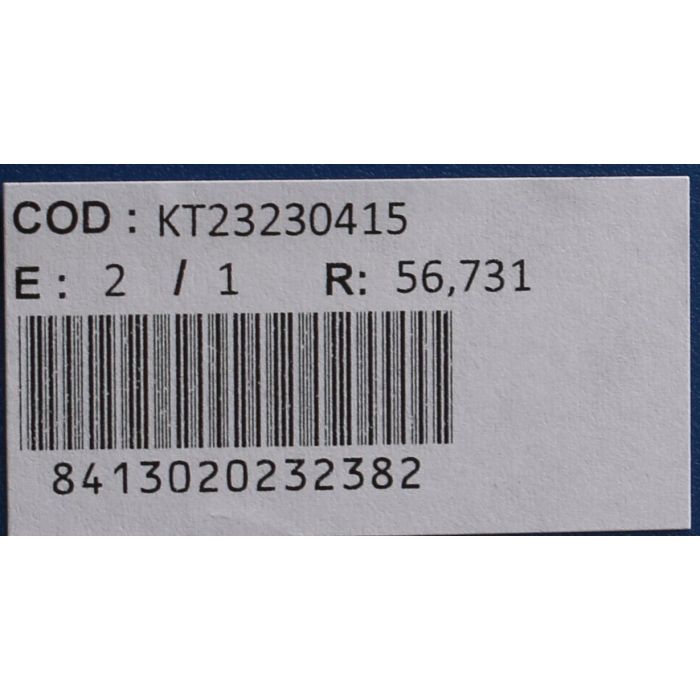 COD : KT23230415
E : 2 / 1 R: 56,731
8413020232382